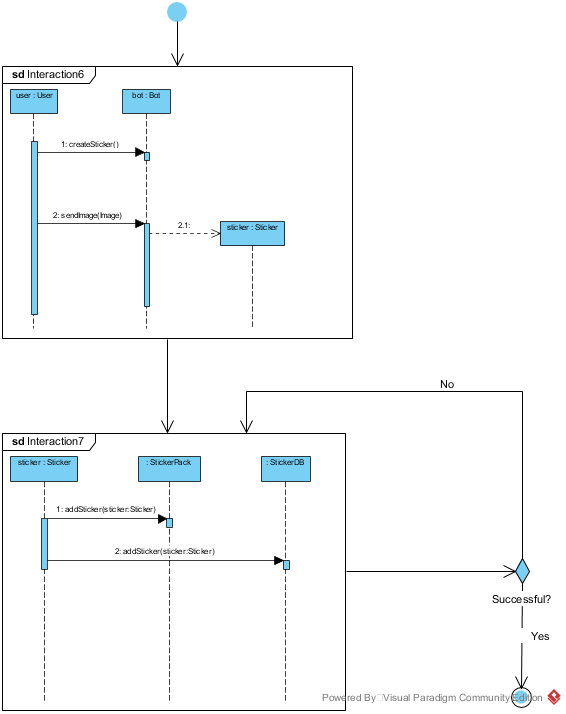 sd Interaction6
user : User
bot : Bot
1: createSticker()
2: sendImage(Image)
2.1:
sticker : Sticker
No
sd Interaction7
sticker : Sticker
: StickerPack
: StickerDB
1: addSticker(sticker:Sticker)
2: addSticker(sticker:Sticker)
Successful?
Yes
Powered By Visual Paradigm Community Edition